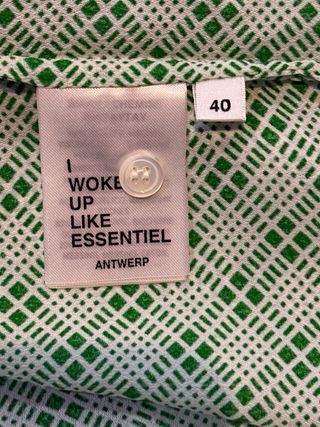 40
I
WOKE
UP
LIKE
ESSENTIEL
ANTWERP